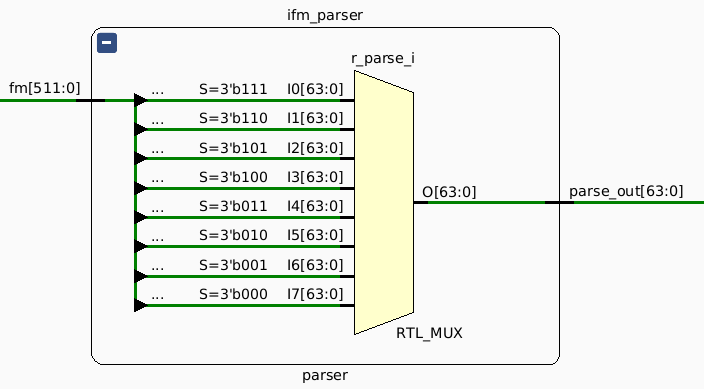 ifm_parser
r_parse_i
fm[511:0]
... S=3'b111 I0[63:0]
... S=3'b110 I1[63:0]
... S=3'b101 I2[63:0]
... S=3'b100 I3[63:0]
... S=3'b011 I4[63:0]
... S=3'b010 I5[63:0]
... S=3'b001 I6[63:0]
... S=3'b000 I7[63:0]
O[63:0]
parse_out[63:0]
RTL_MUX
parser